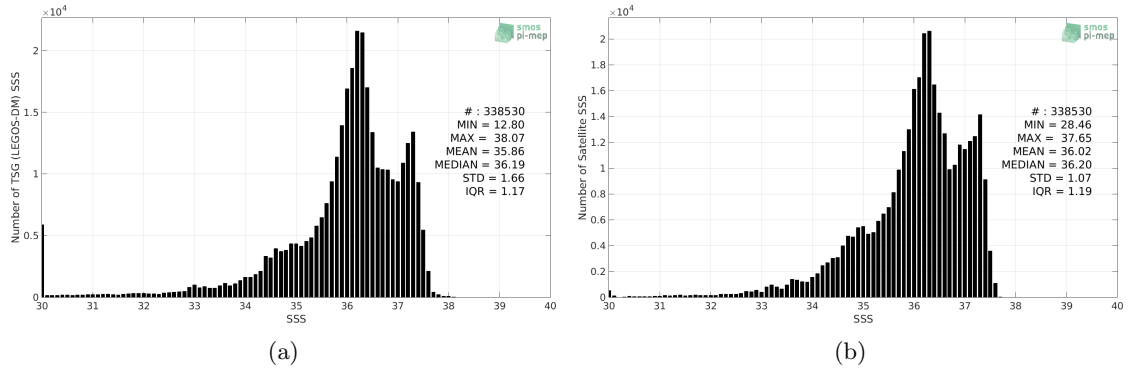 ×10⁴
smos
pi-mep
Number of TSG (LEGOS-DM) SSS
2
1.5
1
0.5
0
# : 338530
MIN = 12.80
MAX = 38.07
MEAN = 35.86
MEDIAN = 36.19
STD = 1.66
IQR = 1.17
30 31 32 33 34 35 36 37 38 39 40
SSS
(a)
×10⁴
smos
pi-mep
Number of Satellite SSS
2
1.8
1.6
1.4
1.2
1
0.8
0.6
0.4
0.2
0
# : 338530
MIN = 28.46
MAX = 37.65
MEAN = 36.02
MEDIAN = 36.20
STD = 1.07
IQR = 1.19
30 31 32 33 34 35 36 37 38 39 40
SSS
(b)